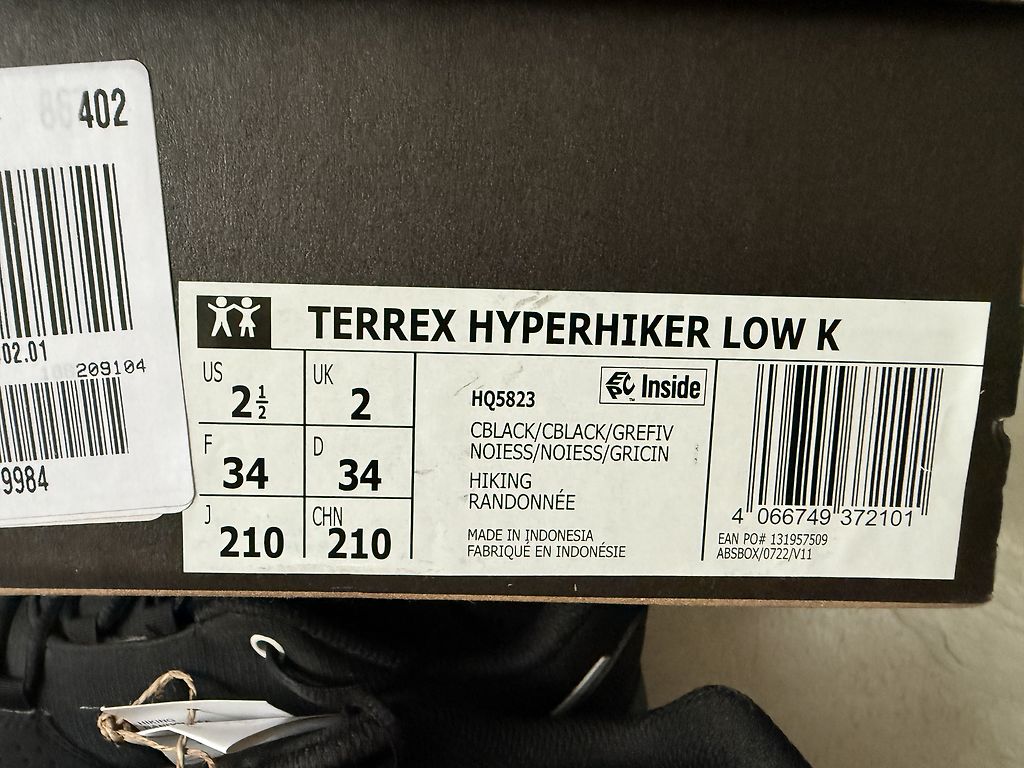 402
02.01
209104
9984
TERREX HYPERHIKER LOW K
US
2½
UK
2
F
34
D
34
J
210
CHN
210
HQ5823
EPC Inside
CBLACK/CBLACK/GREFIV
NOIESS/NOIESS/GRICIN
HIKING
RANDONNÉE
MADE IN INDONESIA
FABRIQUÉ EN INDONÉSIE
4 066749 372101
EAN PO# 131957509
ABSBOX/0722/V11
HIKING